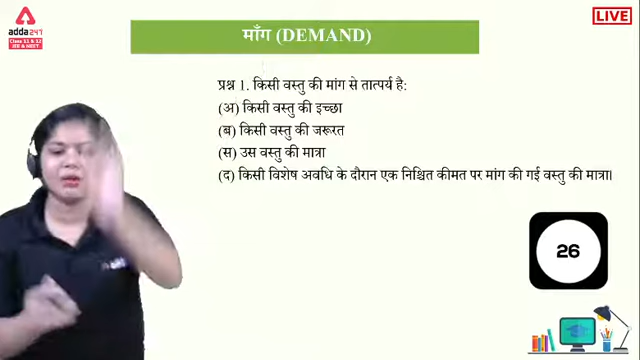 adda247
Class 11 & 12
JEE & NEET
LIVE
माँग (DEMAND)
प्रश्न 1. किसी वस्तु की मांग से तात्पर्य है:
(अ) किसी वस्तु की इच्छा
(ब) किसी वस्तु की जरूरत
(स) उस वस्तु की मात्रा
(द) किसी विशेष अवधि के दौरान एक निश्चित कीमत पर मांग की गई वस्तु की मात्रा।
26